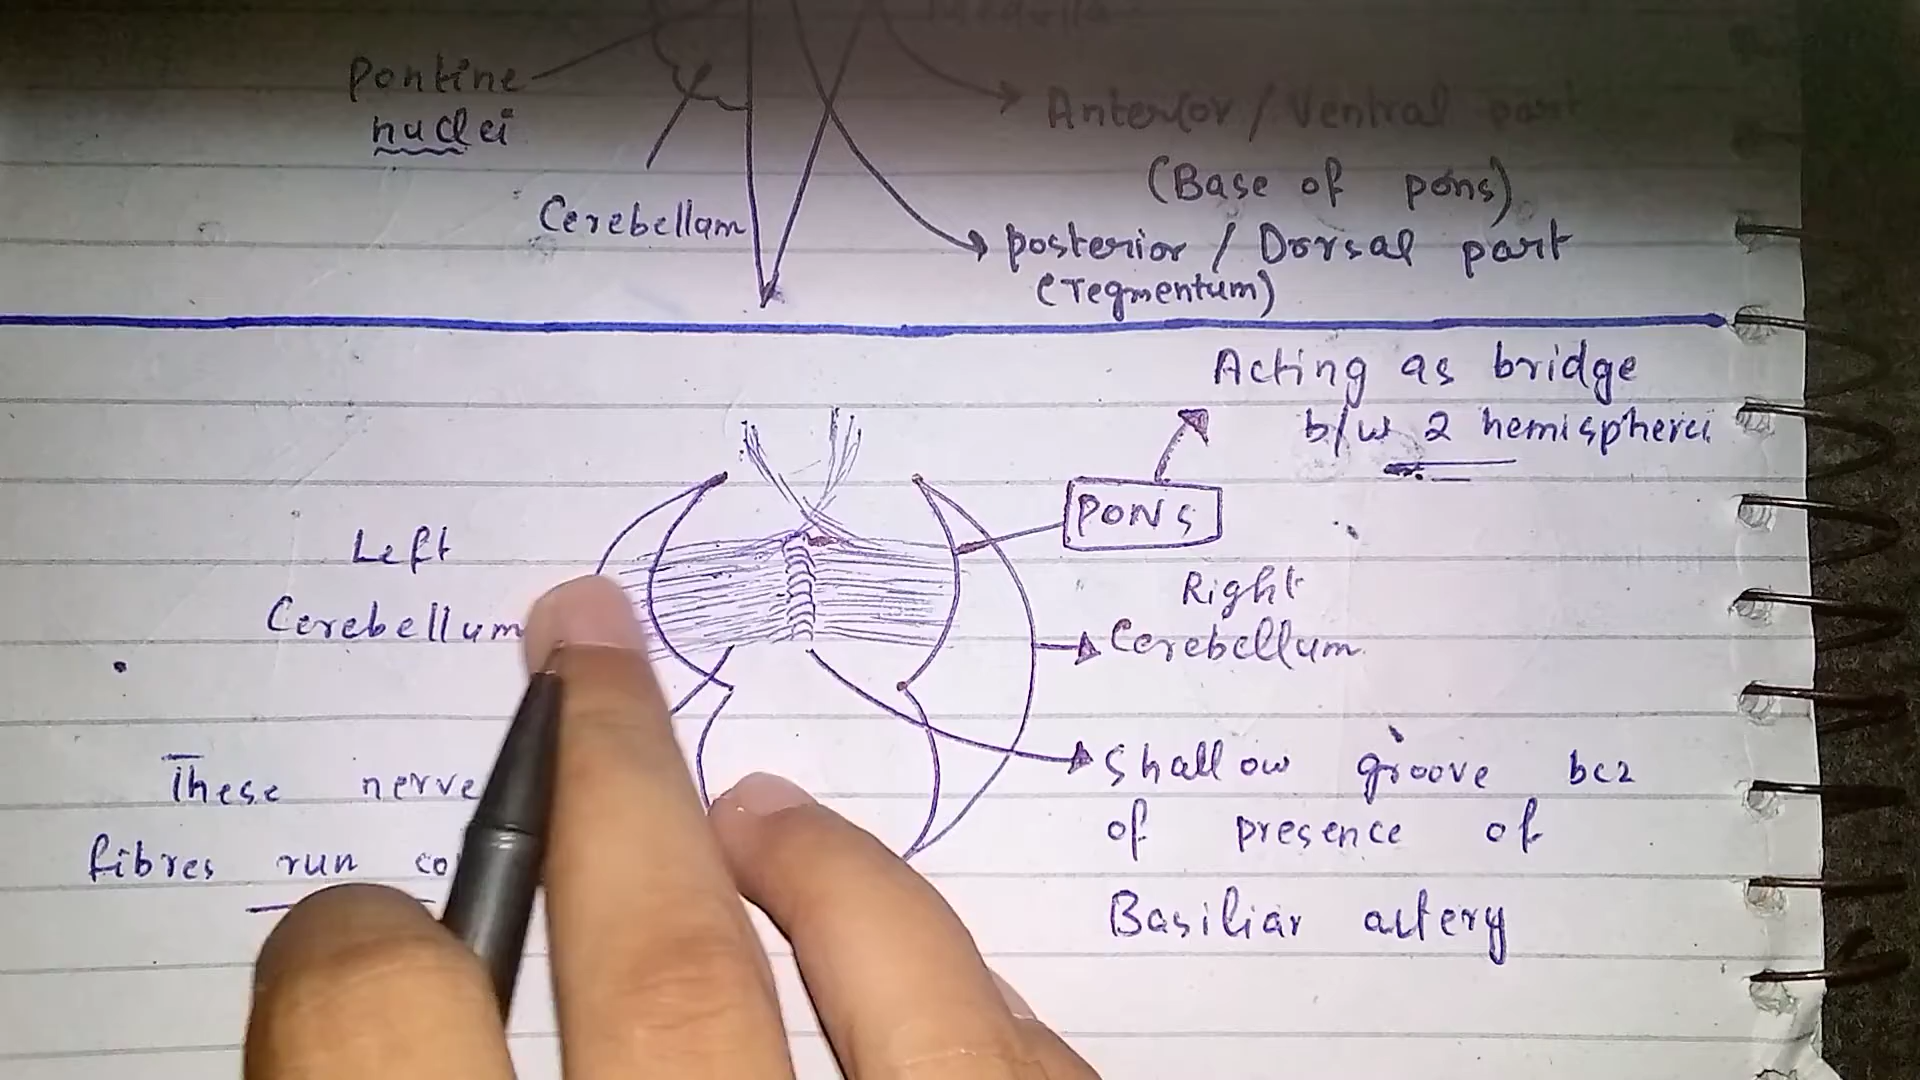 Pontine
nuclei
Cerebellam
Anterior / Ventral part
(Base of pons)
posterior / Dorsal part
(Tegmentum)
Acting as bridge
b/w 2 hemispheres
PONS
Left
Cerebellum
Right
Cerebellum
These nerve
fibres run co
Shallow groove bcz
of presence of
Basiliar artery